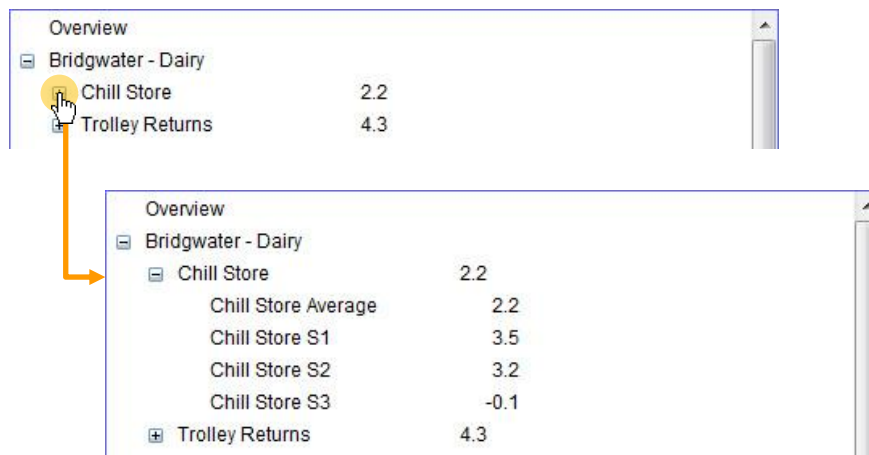 Overview
Bridgwater - Dairy
Chill Store 2.2
Trolley Returns 4.3
Overview
Bridgwater - Dairy
Chill Store 2.2
Chill Store Average 2.2
Chill Store S1 3.5
Chill Store S2 3.2
Chill Store S3 -0.1
Trolley Returns 4.3